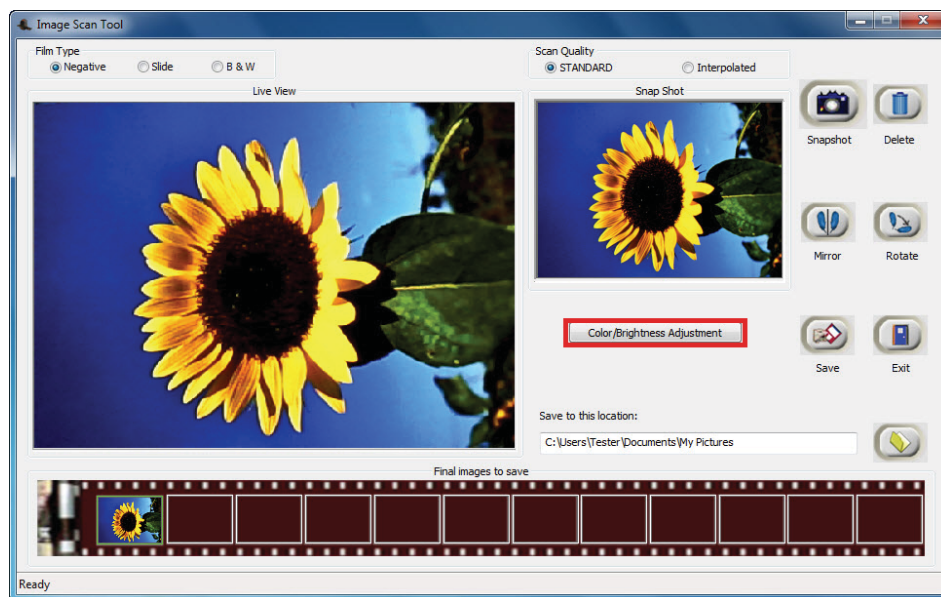 Image Scan Tool
Film Type
Negative Slide B & W
Scan Quality
STANDARD Interpolated
Live View
Snap Shot
Snapshot Delete
Mirror Rotate
Color/Brightness Adjustment
Save Exit
Save to this location:
C:\Users\Tester\Documents\My Pictures
Final images to save
Ready